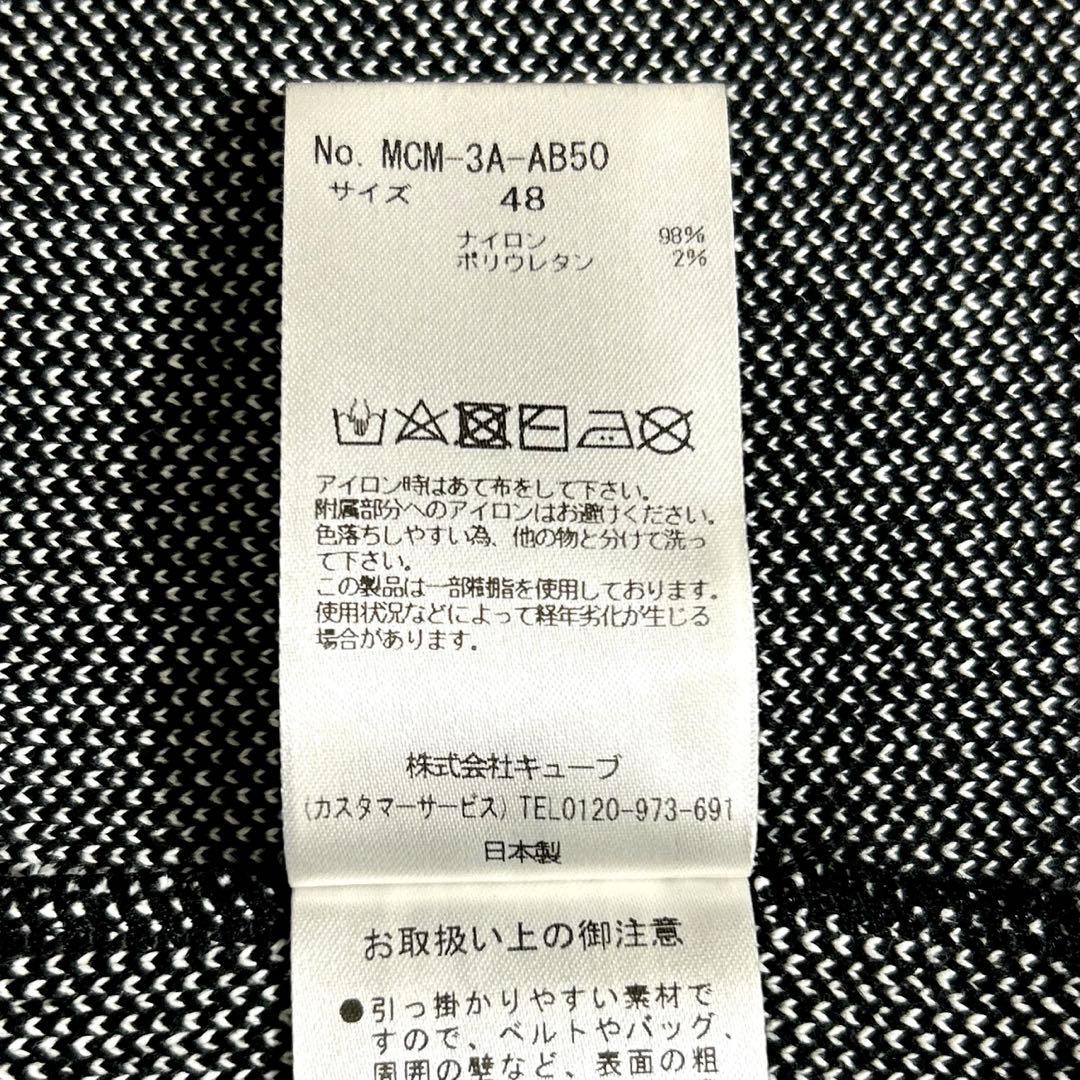 No. MCM-3A-AB50
サイズ 48
ナイロン 98%
ポリウレタン 2%
アイロン時はあて布をして下さい。
附属部分へのアイロンはお避けください。
色落ちしやすい為、他の物と分けて洗っ
て下さい。
この製品は一部樹脂を使用しております。
使用状況などによって経年劣化が生じる
場合があります。
株式会社キューブ
(カスタマーサービス) TEL0120-973-691
日本製
お取扱い上の御注意
●引っ掛かりやすい素材で
すので、ベルトやバッグ、
周囲の壁など、表面の粗